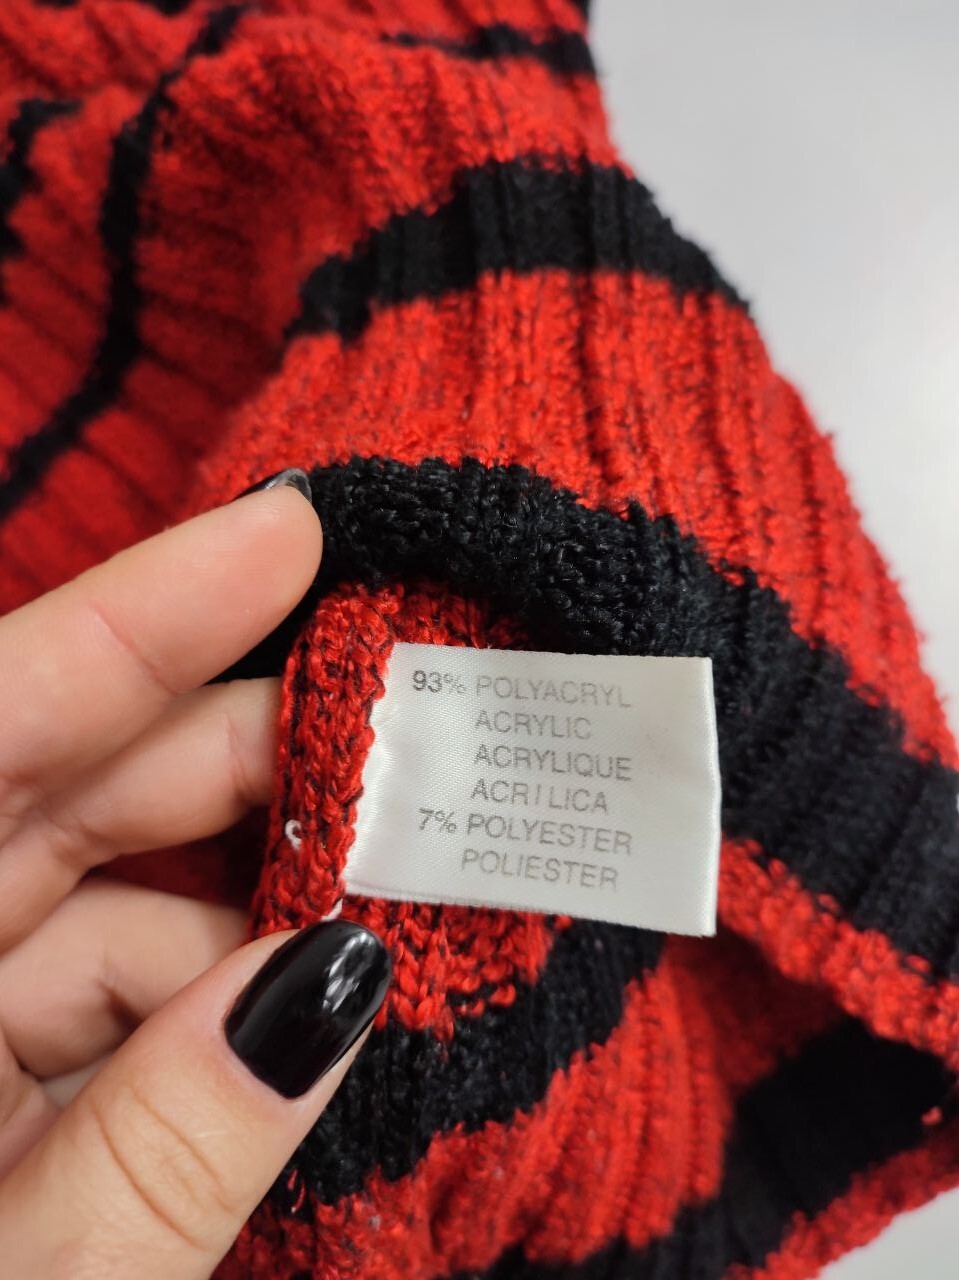 93% POLYACRYL
ACRYLIC
ACRYLIQUE
ACRILICA
7% POLYESTER
POLIESTER